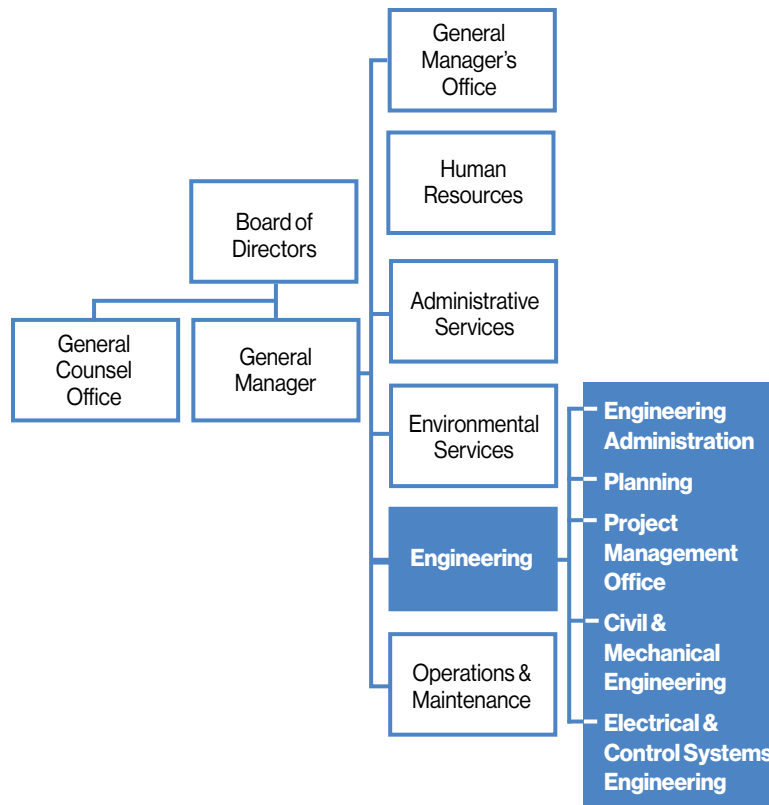 General
Manager's
Office
Human
Resources
Board of
Directors
Administrative
Services
General
Counsel
Office
General
Manager
Environmental
Services
Engineering
Operations &
Maintenance
Engineering
Administration
Planning
Project
Management
Office
Civil &
Mechanical
Engineering
Electrical &
Control Systems
Engineering